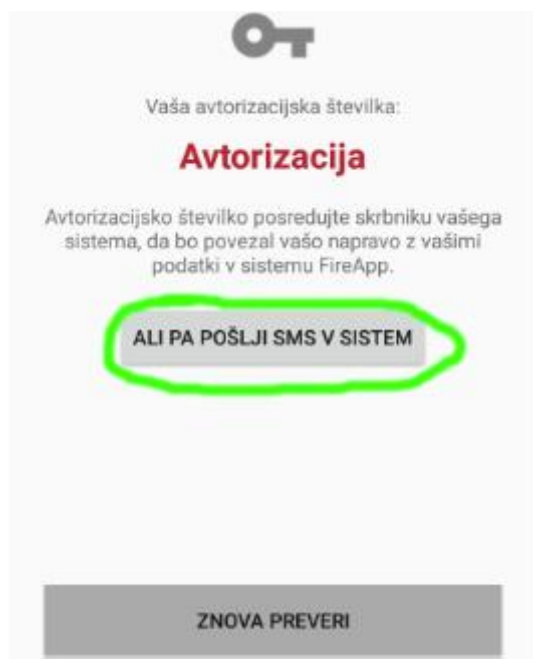 Vaša avtorizacijska številka:
Avtorizacija
Avtorizacijsko številko posredujte skrbniku vašega
sistema, da bo povezal vašo napravo z vašimi
podatki v sistemu FireApp.
ALI PA POŠLJI SMS V SISTEM
ZNOVA PREVERI